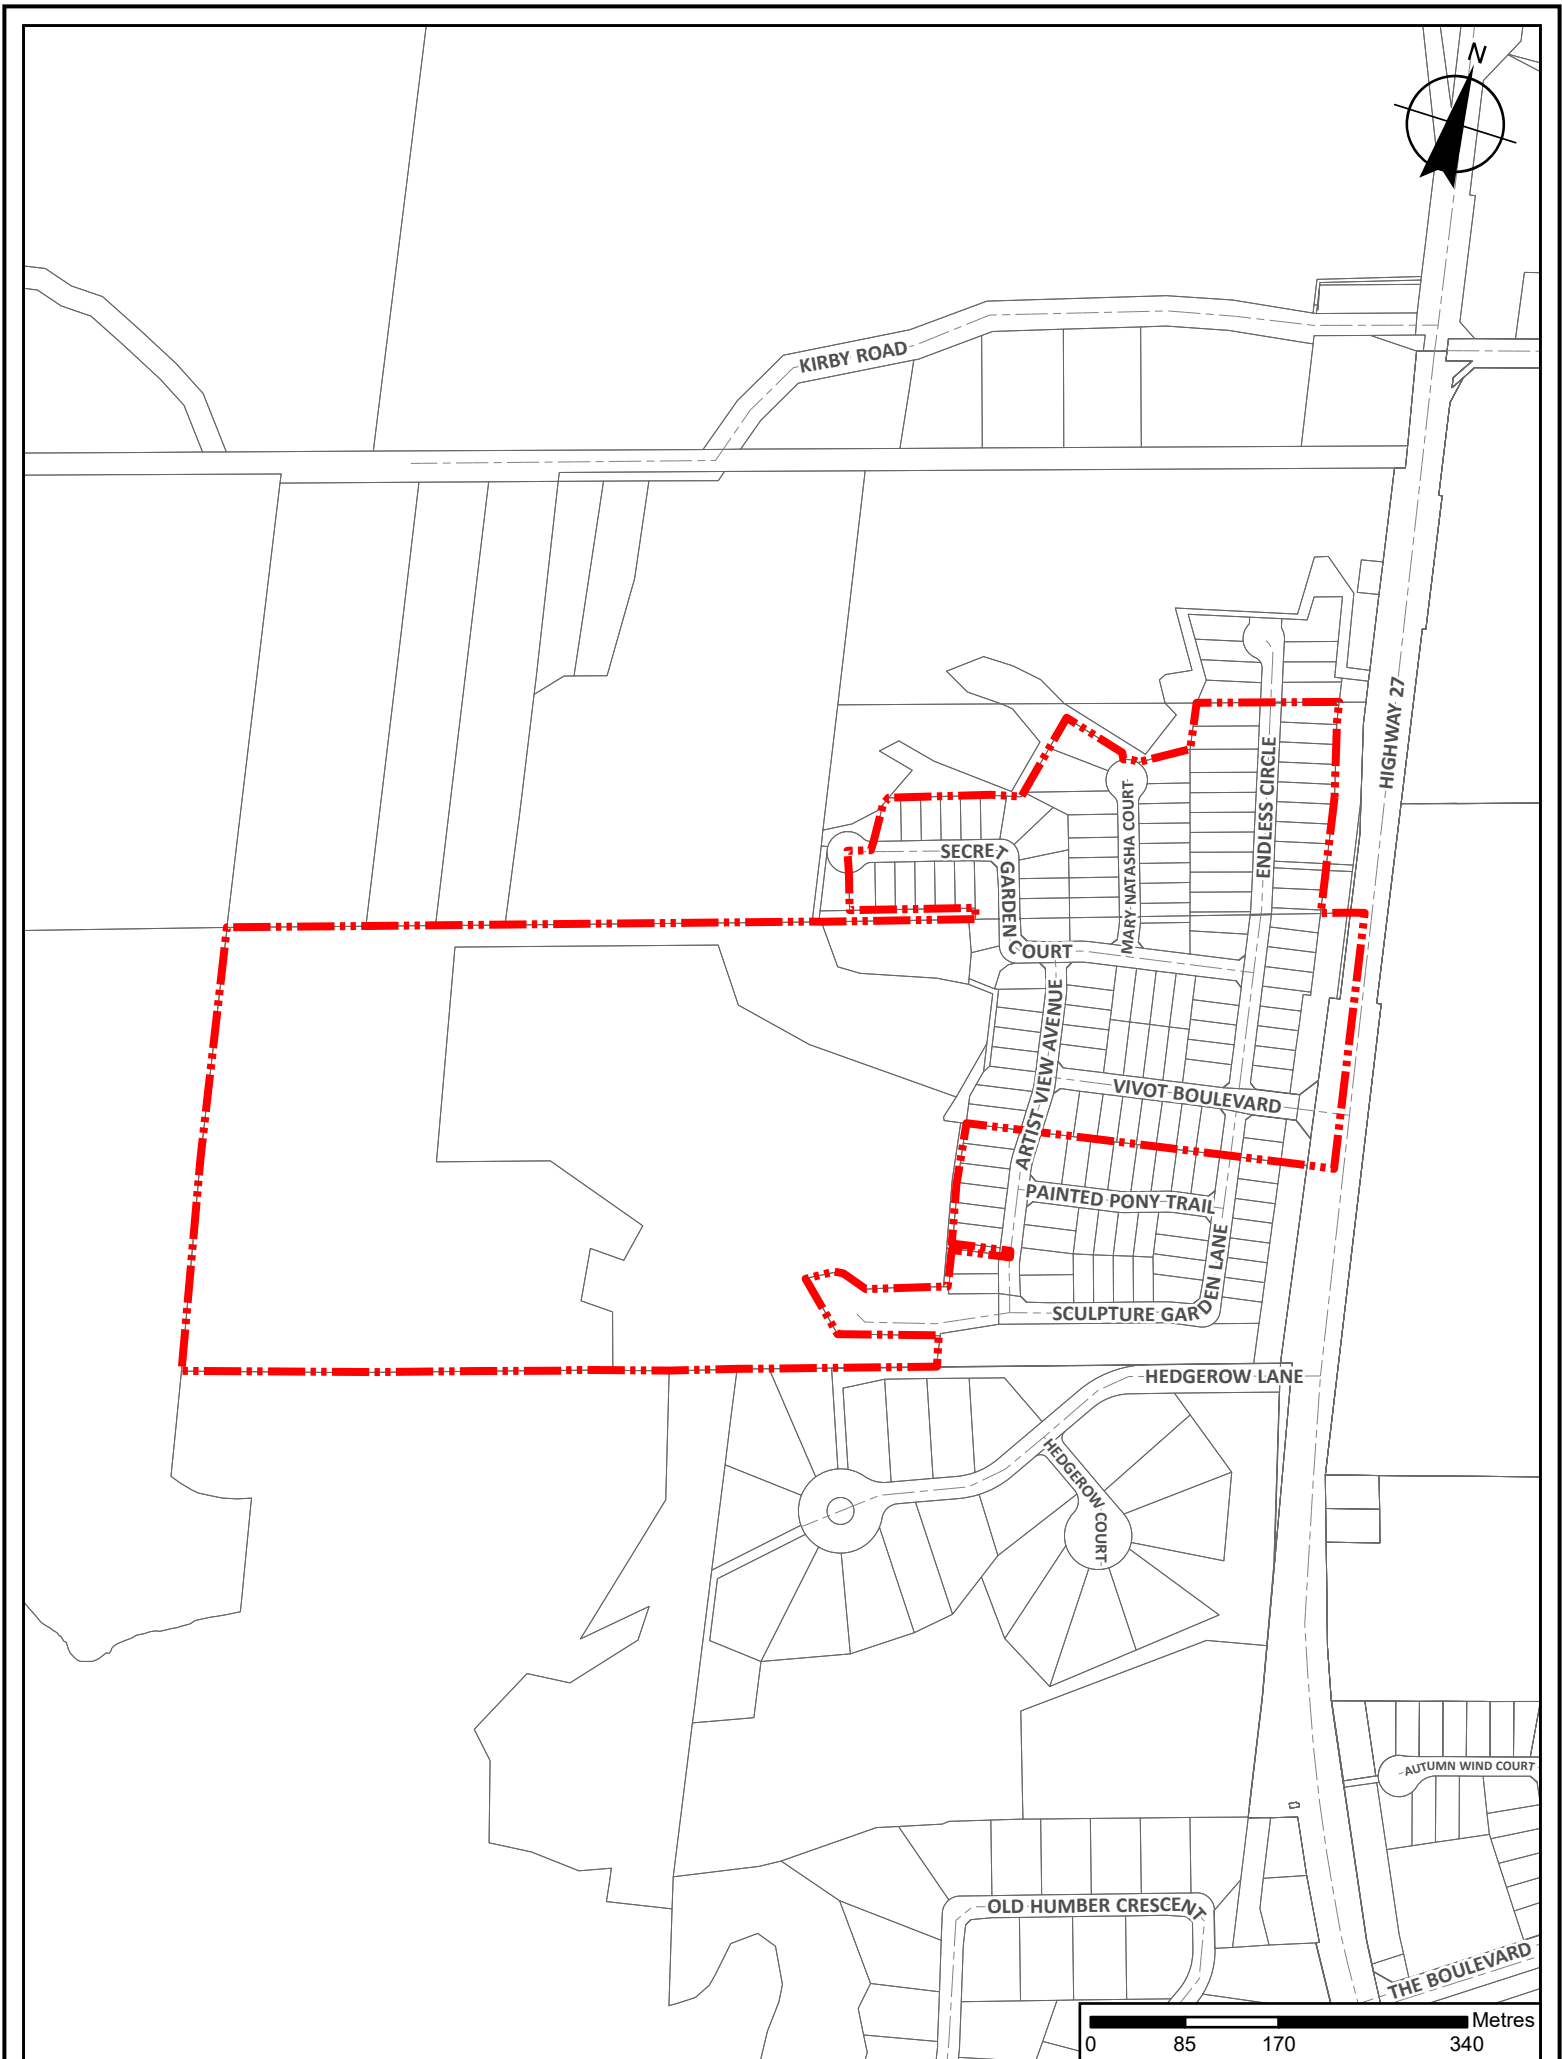 N
KIRBY ROAD
HIGHWAY 27
ENDLESS CIRCLE
MARY NATASHA COURT
SECRET GARDEN COURT
ARTIST VIEW AVENUE
VIVOT BOULEVARD
PAINTED PONY TRAIL
SCULPTURE GARDEN LANE
HEDGEROW LANE
HEDGEROW COURT
AUTUMN WIND COURT
OLD HUMBER CRESCENT
THE BOULEVARD
Metres
0 85 170 340